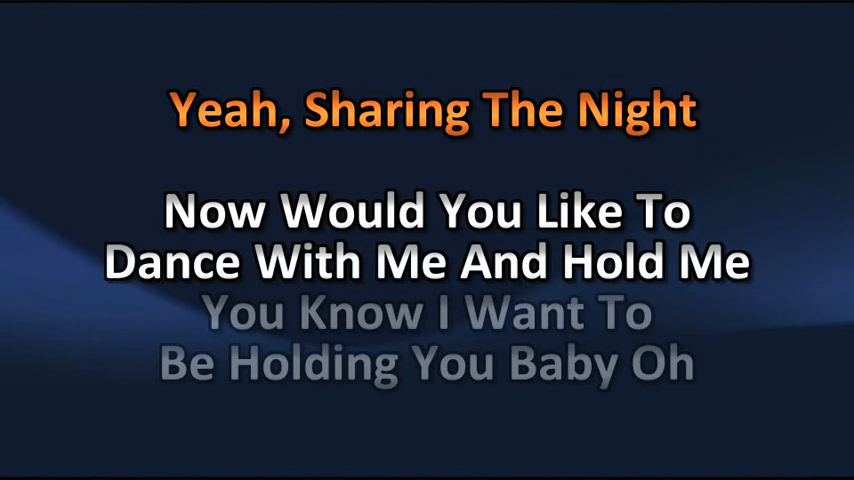 Yeah, Sharing The Night
Now Would You Like To
Dance With Me And Hold Me
You Know I Want To
Be Holding You Baby Oh